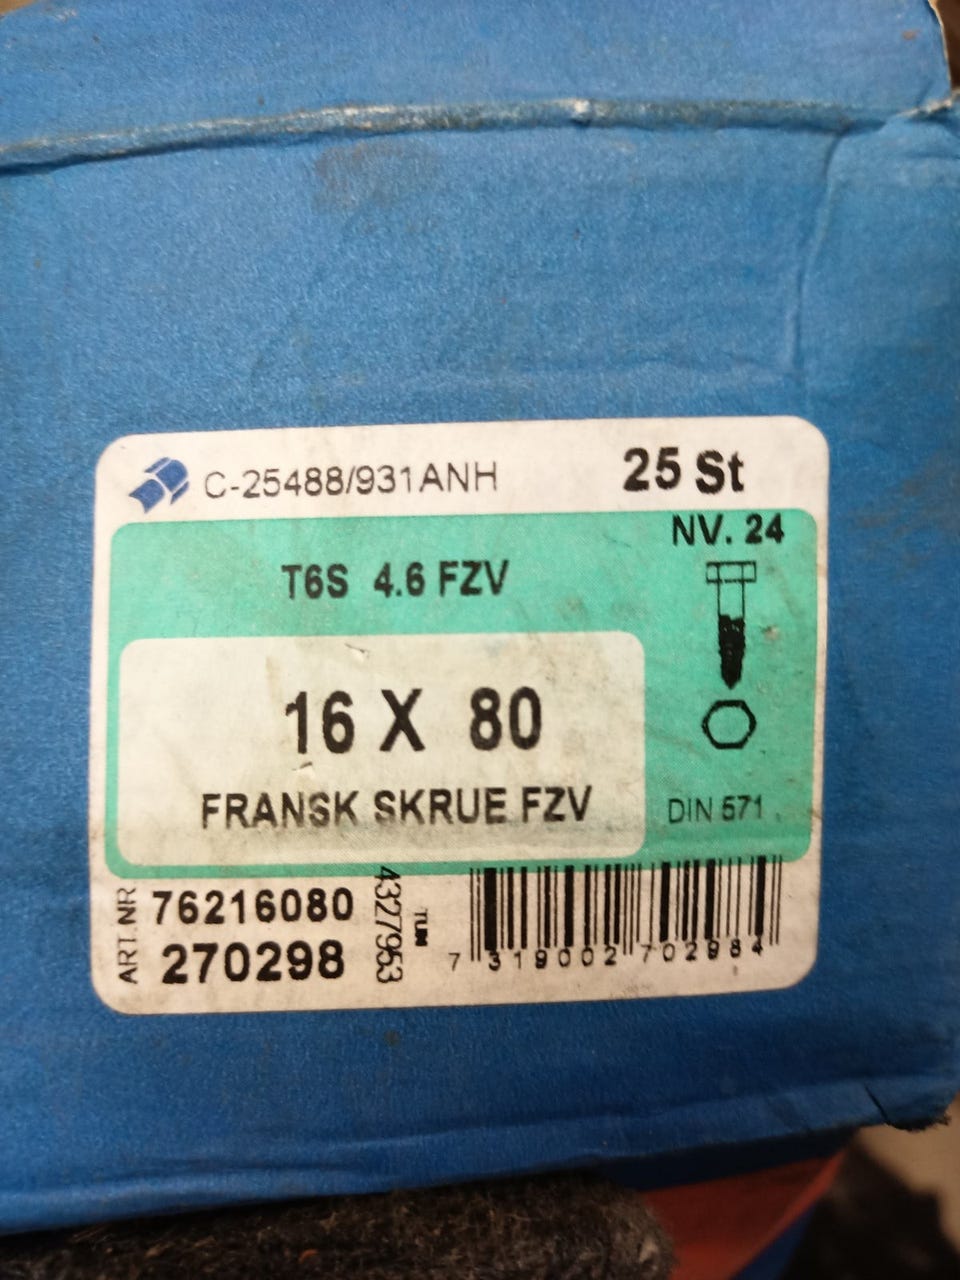 C-25488/931ANH
25 St
NV. 24
T6S 4.6 FZV
16 X 80
FRANSK SKRUE FZV
DIN 571
ART.NR
76216080
270298
4327953
TUN
7 319002 702984